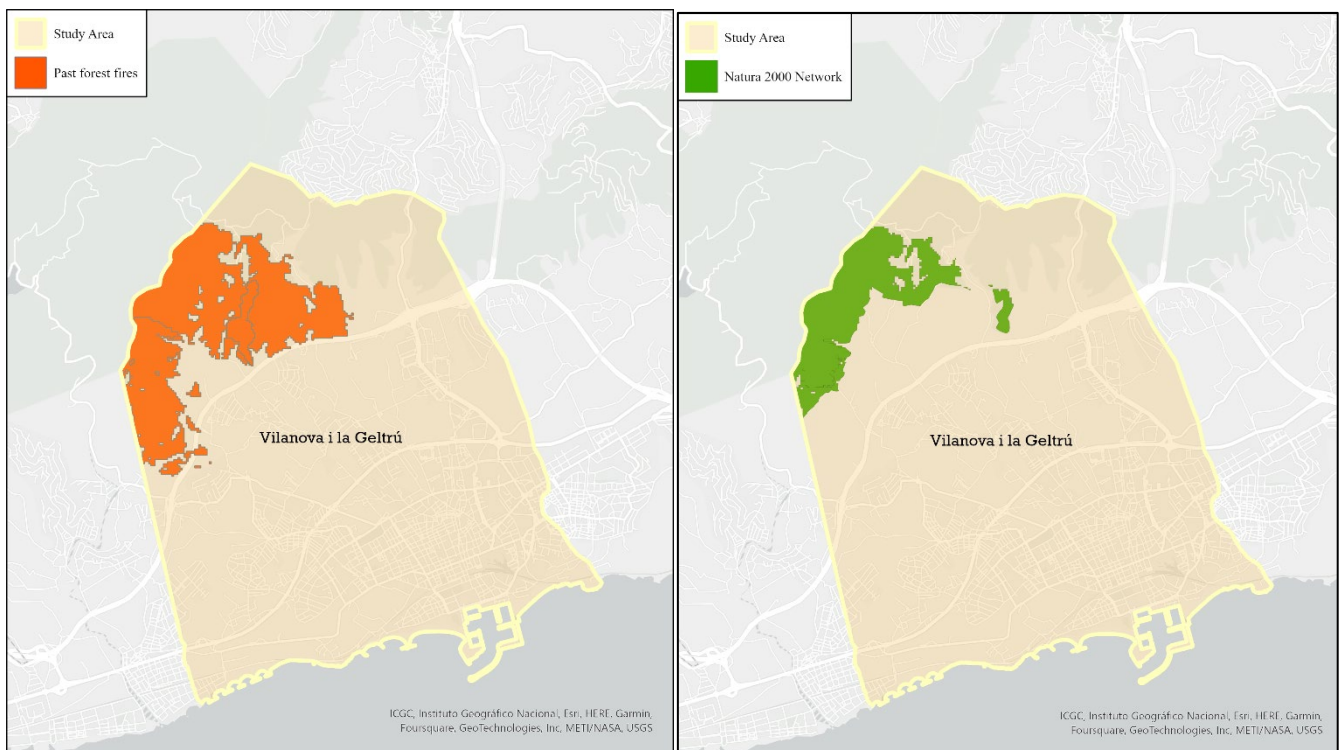 Study Area
Past forest fires
Vilanova i la Geltrú
ICGC, Instituto Geográfico Nacional, Esri, HERE, Garmin,
Foursquare, GeoTechnologies, Inc, METI/NASA, USGS
Study Area
Natura 2000 Network
Vilanova i la Geltrú
ICGC, Instituto Geográfico Nacional, Esri, HERE, Garmin,
Foursquare, GeoTechnologies, Inc, METI/NASA, USGS